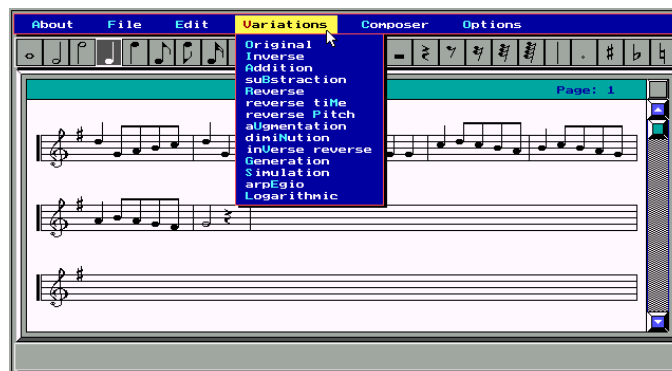 About File Edit Variations Composer Options
Original
Inverse
Addition
suBstraction
Reverse
reverse tiMe
reverse Pitch
aUgmentation
dimiNution
inVerse reverse
Generation
Simulation
arpEgio
Logarithmic
Page: 1